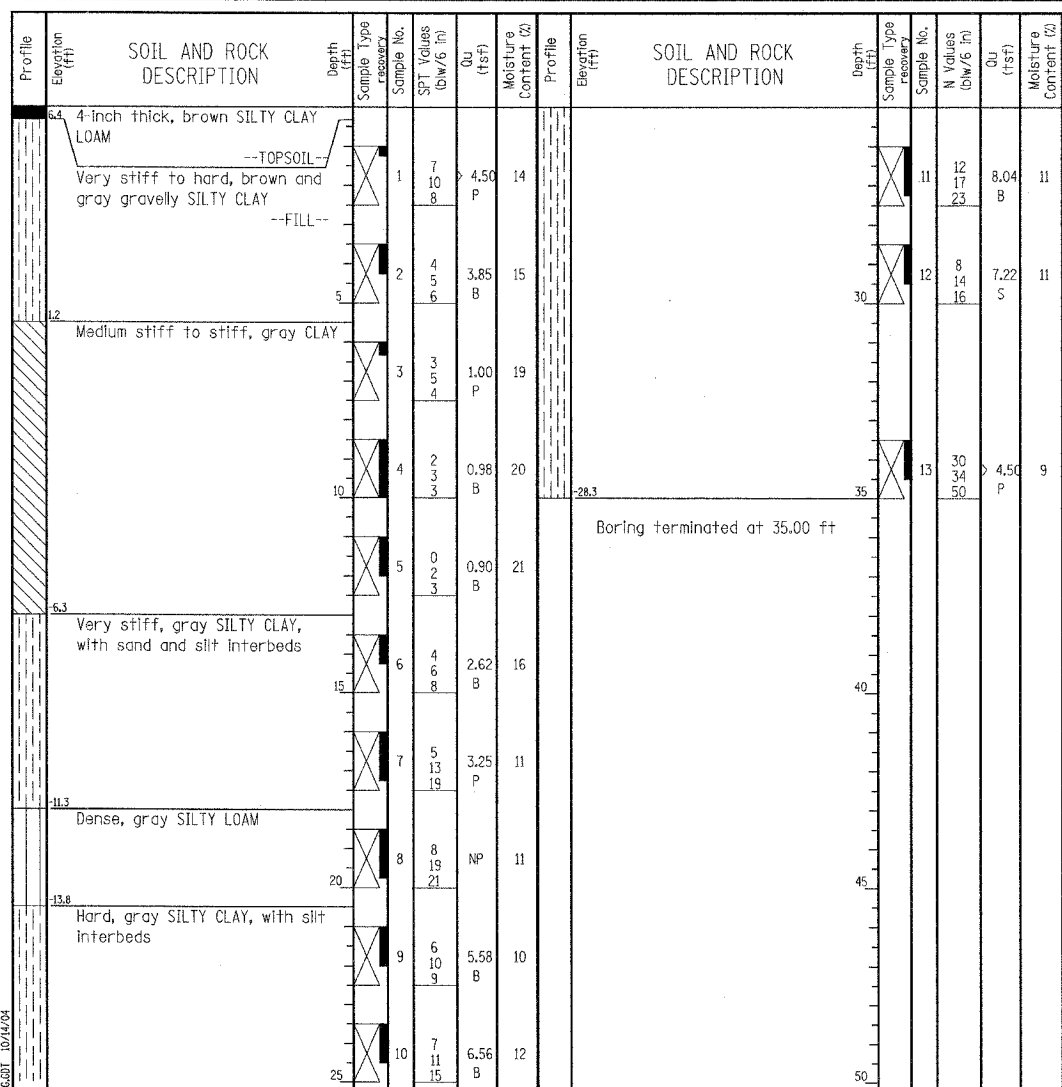 Profile
Elevation (ft)
SOIL AND ROCK
DESCRIPTION
Depth (ft)
Sample Type
recovery
Sample No.
SPT Values
(blw/6 in)
Qu
(tsf)
Moisture
Content (%)
Profile
Elevation (ft)
SOIL AND ROCK
DESCRIPTION
Depth (ft)
Sample Type
recovery
Sample No.
N Values
(blw/6 in)
Qu
(tsf)
Moisture
Content (%)
6.4 4-inch thick, brown SILTY CLAY
LOAM
--TOPSOIL--
Very stiff to hard, brown and
gray gravelly SILTY CLAY
--FILL--
1 7 10 8 > 4.50 P 14
2 4 5 6 3.85 B 15
5
1.2
Medium stiff to stiff, gray CLAY
3 3 5 4 1.00 P 19
4 2 3 3 0.98 B 20
10
5 0 2 3 0.90 B 21
-6.3
Very stiff, gray SILTY CLAY,
with sand and silt interbeds
6 4 6 8 2.62 B 16
15
7 5 13 19 3.25 P 11
-11.3
Dense, gray SILTY LOAM
8 8 19 21 NP 11
20
-13.8
Hard, gray SILTY CLAY, with silt
interbeds
9 6 10 9 5.58 B 10
10 7 11 15 6.56 B 12
25
11 12 17 23 8.04 B 11
12 8 14 16 7.22 S 11
30
13 30 34 50 > 4.50 P 9
-28.3
35
Boring terminated at 35.00 ft
40
45
50
10/14/04